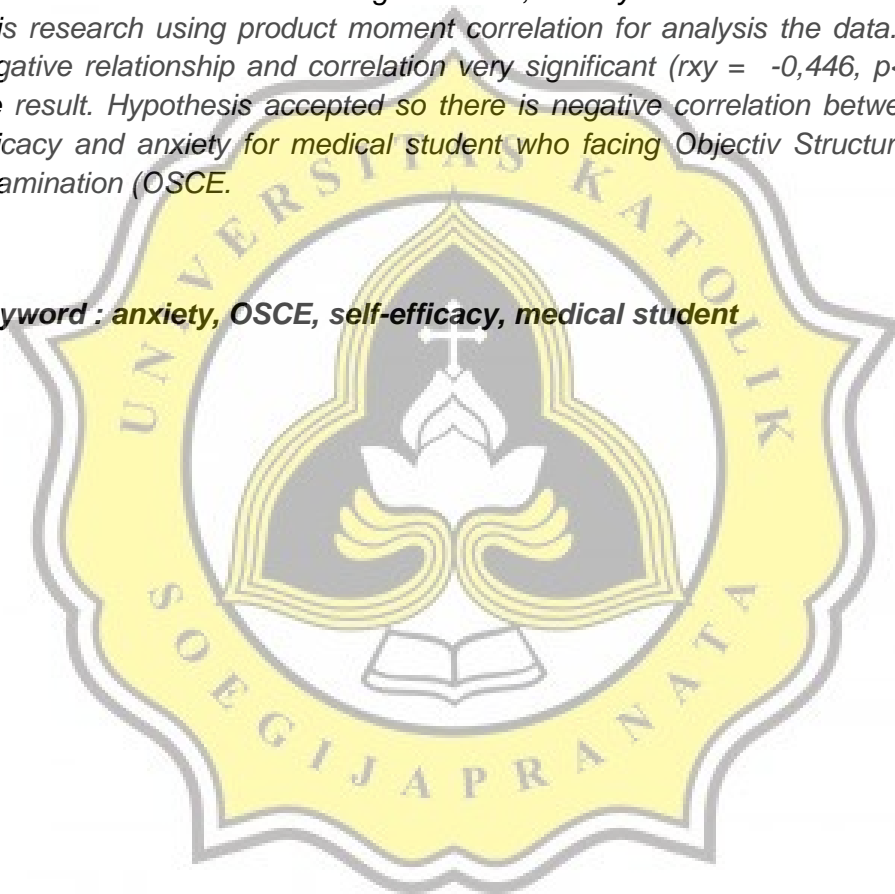 is research using product moment correlation for analysis the data.
gative relationship and correlation very significant (rxy = -0,446, p<
e result. Hypothesis accepted so there is negative correlation betwe
icacy and anxiety for medical student who facing Objectiv Structur
amination (OSCE.
yword : anxiety, OSCE, self-efficacy, medical student
UNIVERSITAS KATOLIK
SOEGIJAPRANATA